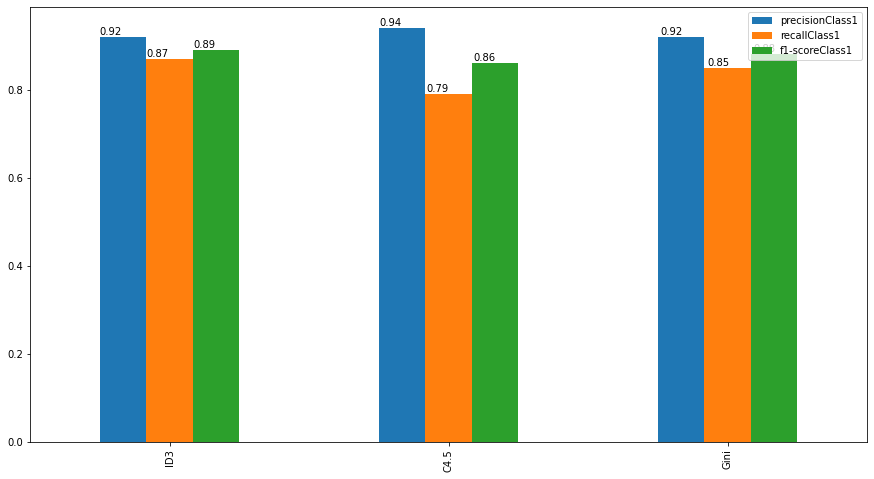 0.92
0.87
0.89
0.94
0.79
0.86
0.92
0.85
precisionClass1
recallClass1
f1-scoreClass1
0.8
0.6
0.4
0.2
0.0
ID3
C4.5
Gini